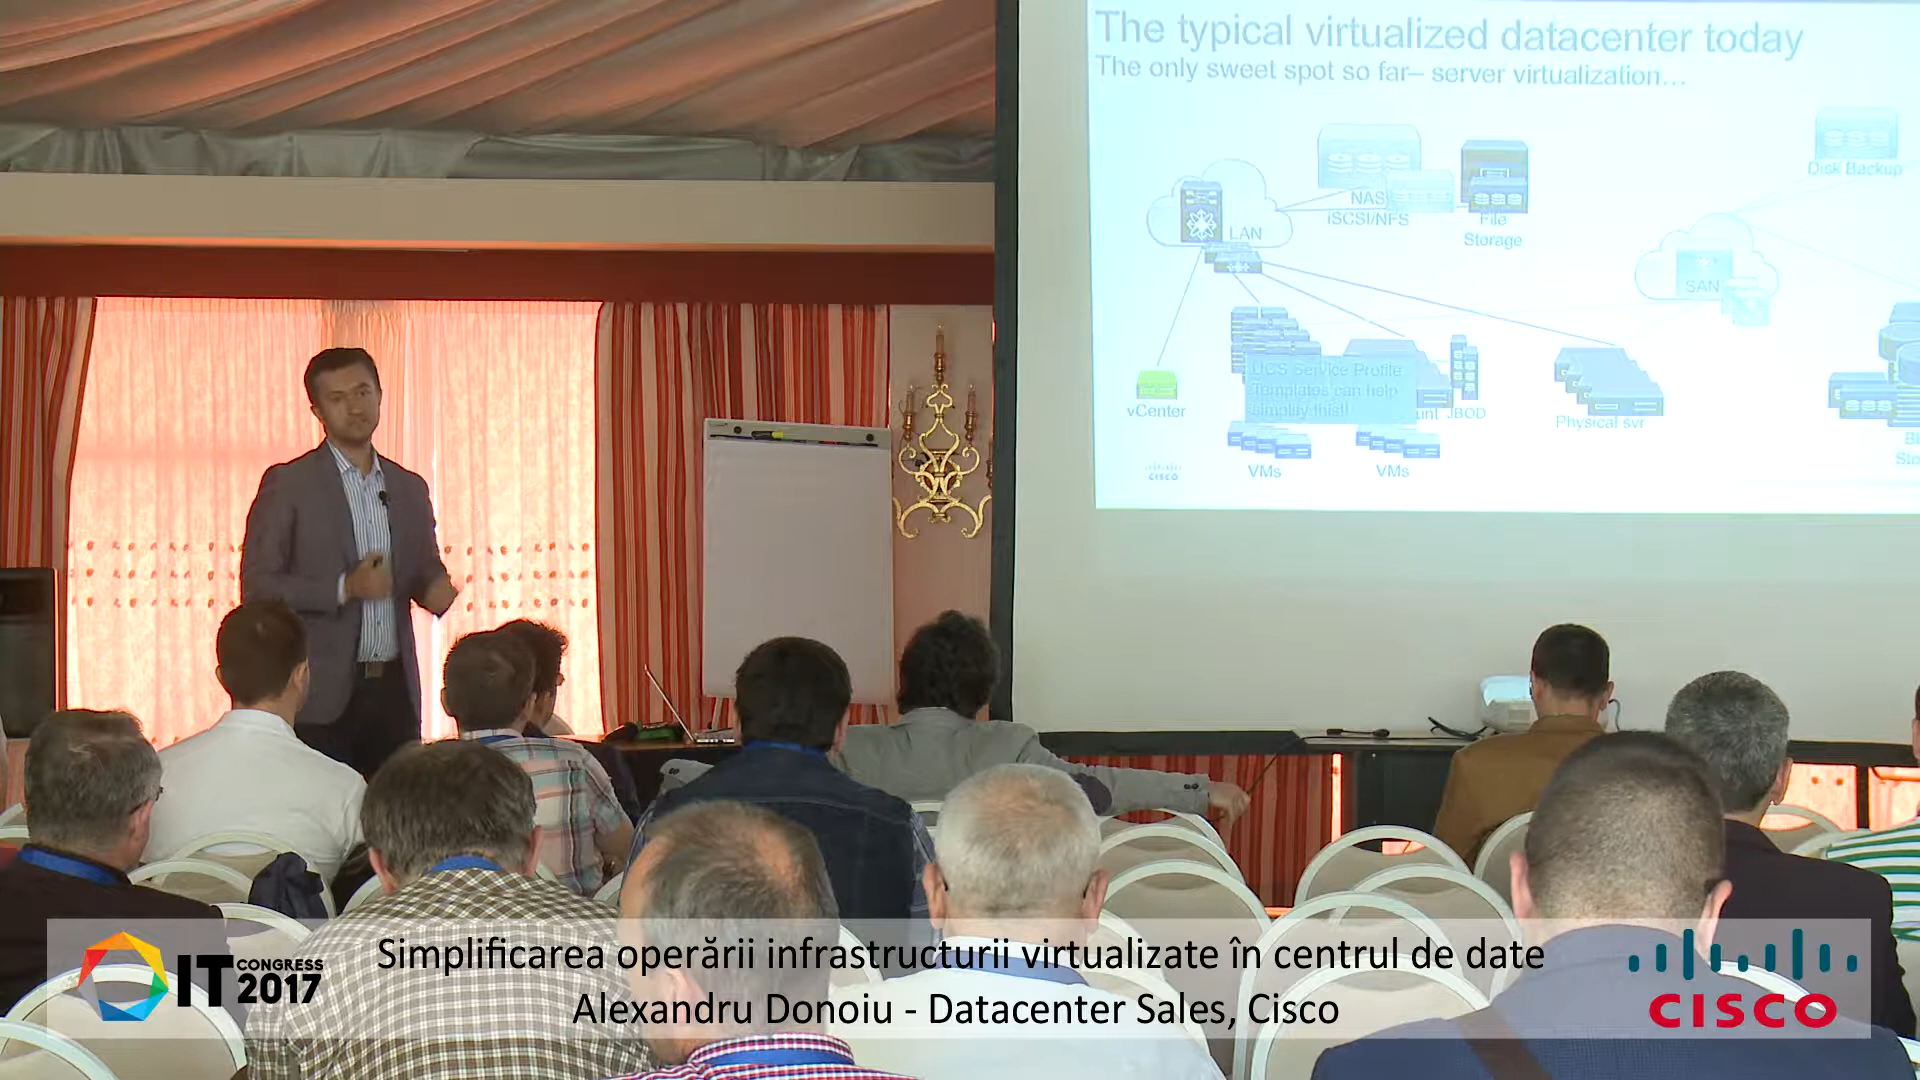 The typical virtualized datacenter today
The only sweet spot so far– server virtualization…
Disk Backup
NAS
iSCSI/NFS
File
Storage
LAN
SAN
UCS Service Profile
Templates can help
simplify this!!
vCenter
JBOD
Physical svr
VMs
VMs
CISCO
IT CONGRESS
2017
Simplificarea operării infrastructurii virtualizate în centrul de date
Alexandru Donoiu - Datacenter Sales, Cisco
CISCO